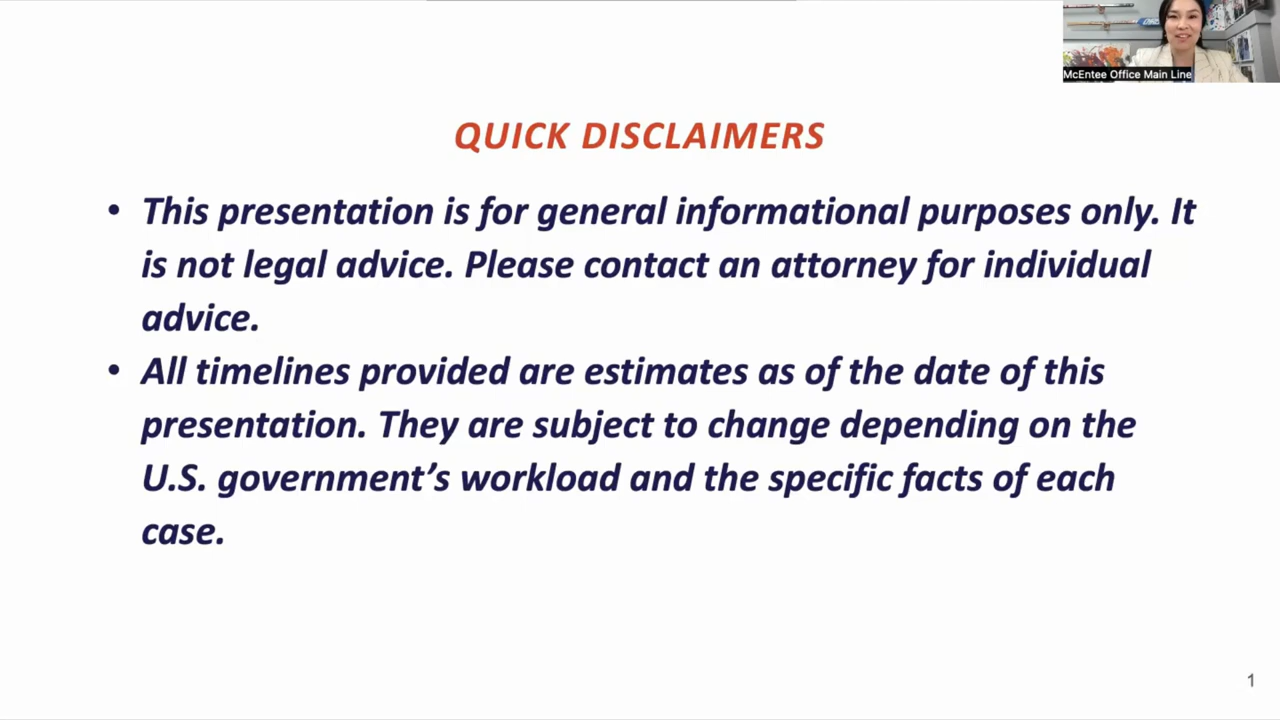 McEntee Office Main Line
QUICK DISCLAIMERS
• This presentation is for general informational purposes only. It
is not legal advice. Please contact an attorney for individual
advice.
• All timelines provided are estimates as of the date of this
presentation. They are subject to change depending on the
U.S. government’s workload and the specific facts of each
case.
1